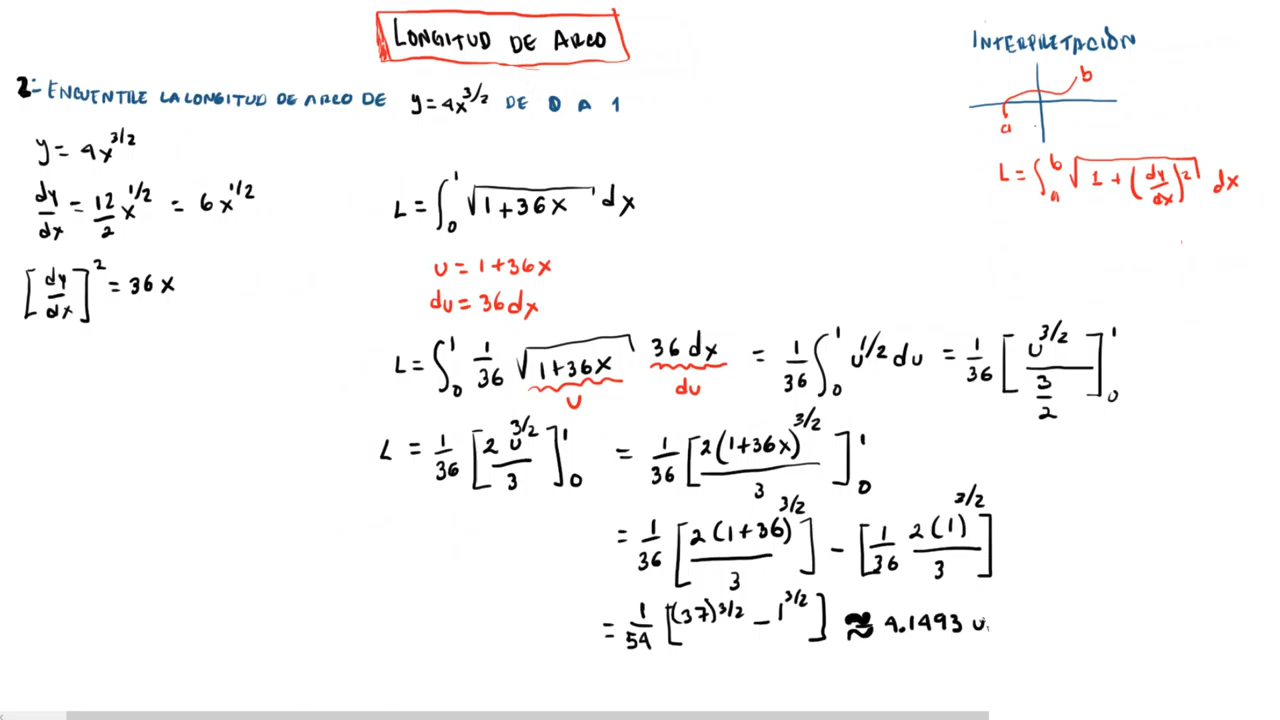 LONGITUD DE ARCO
INTERPRETACIÓN
b
a
L = ∫_a^b √(1 + (dy/dx)²) dx
2:- ENCUENTRE LA LONGITUD DE ARCO DE y = 4x^{3/2} DE 0 A 1
y = 4x^{3/2}
dy/dx = 12/2 x^{1/2} = 6x^{1/2}
[dy/dx]² = 36x
L = ∫_0^1 √(1+36x) dx
u = 1+36x
du = 36dx
L = ∫_0^1 1/36 √(1+36x) 36 dx = 1/36 ∫_0^1 u^{1/2} du = 1/36 [u^{3/2} / (3/2)]_0^1
u du
L = 1/36 [2u^{3/2} / 3]_0^1 = 1/36 [2(1+36x)^{3/2} / 3]_0^1
= 1/36 [2(1+36)^{3/2} / 3] - [1/36 2(1)^{3/2} / 3]
= 1/54 [(37)^{3/2} - 1^{3/2}] ≈ 4.1493 u.